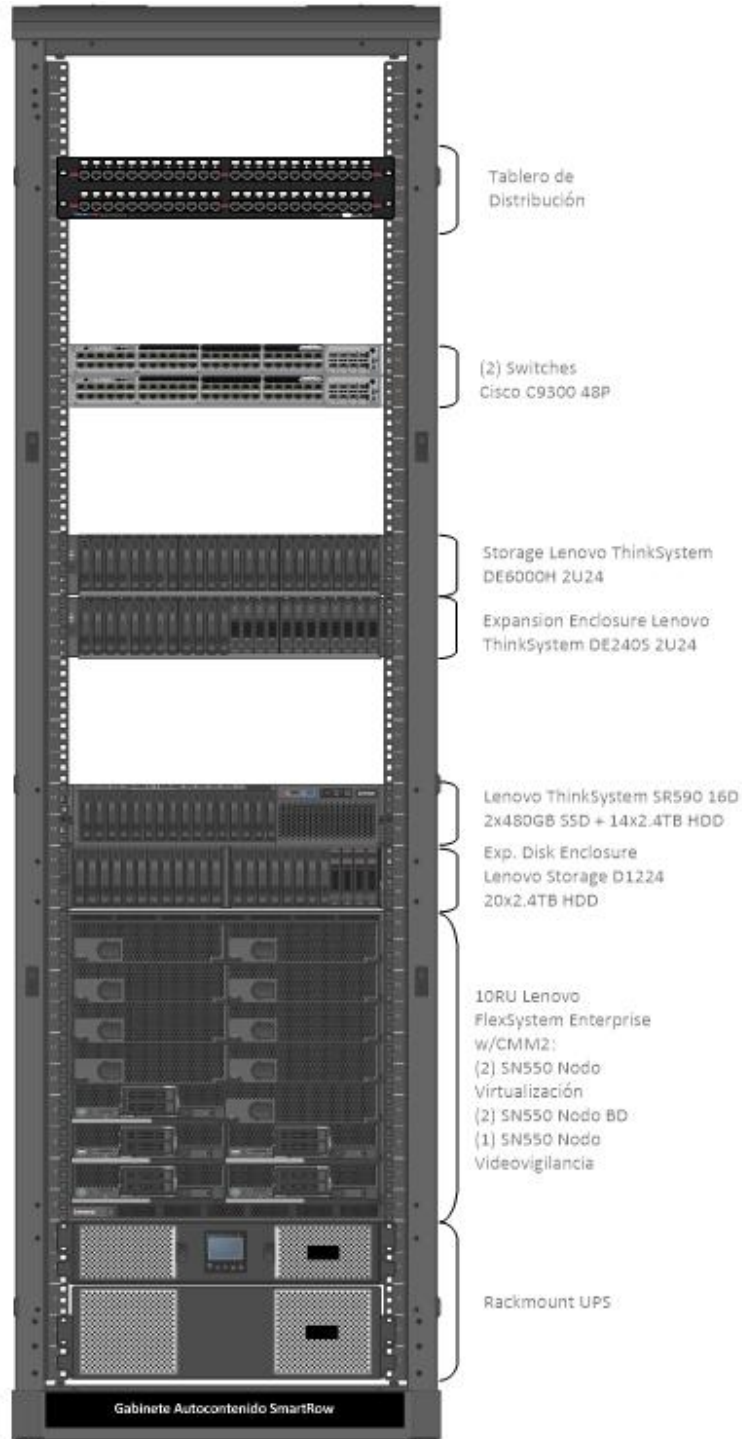 Tablero de
Distribución
(2) Switches
Cisco C9300 48P
Storage Lenovo ThinkSystem
DE6000H 2U24
Expansion Enclosure Lenovo
ThinkSystem DE240S 2U24
Lenovo ThinkSystem SR590 16D
2x480GB SSD + 14x2.4TB HDD
Exp. Disk Enclosure
Lenovo Storage D1224
20x2.4TB HDD
10RU Lenovo
FlexSystem Enterprise
w/CMM2:
(2) SN550 Nodo
Virtualización
(2) SN550 Nodo BD
(1) SN550 Nodo
Videovigilancia
Rackmount UPS
Gabinete Autocontenido SmartRow